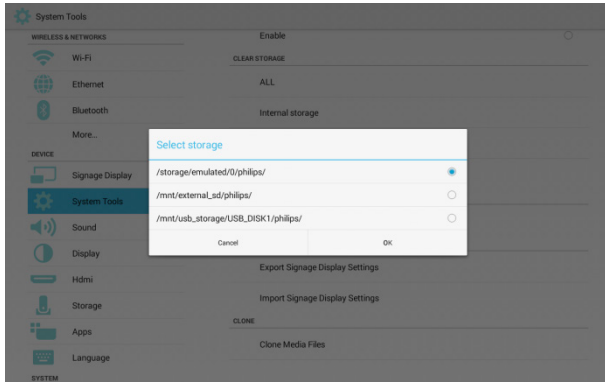 System Tools
WIRELESS & NETWORKS
Wi-Fi
Ethernet
Bluetooth
More..
DEVICE
Signage Display
System Tools
Sound
Display
Hdmi
Storage
Apps
Language
SYSTEM
Enable
CLEAR STORAGE
ALL
Internal storage
Select storage
/storage/emulated/0/philips/
/mnt/external_sd/philips/
/mnt/usb_storage/USB_DISK1/philips/
Cancel
OK
Export Signage Display Settings
Import Signage Display Settings
CLONE
Clone Media Files